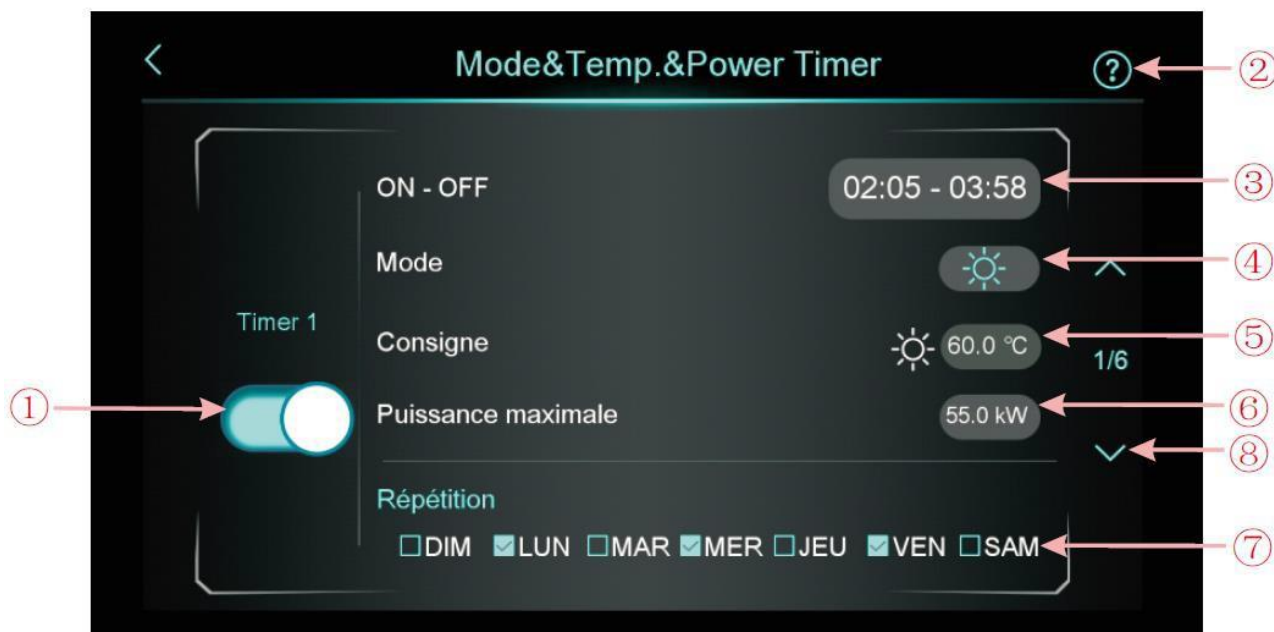 Mode&Temp.&Power Timer
? ②
ON - OFF 02:05 - 03:58 ③
Mode ④
Timer 1
Consigne 60.0 °C ⑤
1/6
① Puissance maximale 55.0 kW ⑥
⑧
Répétition
DIM LUN MAR MER JEU VEN SAM ⑦